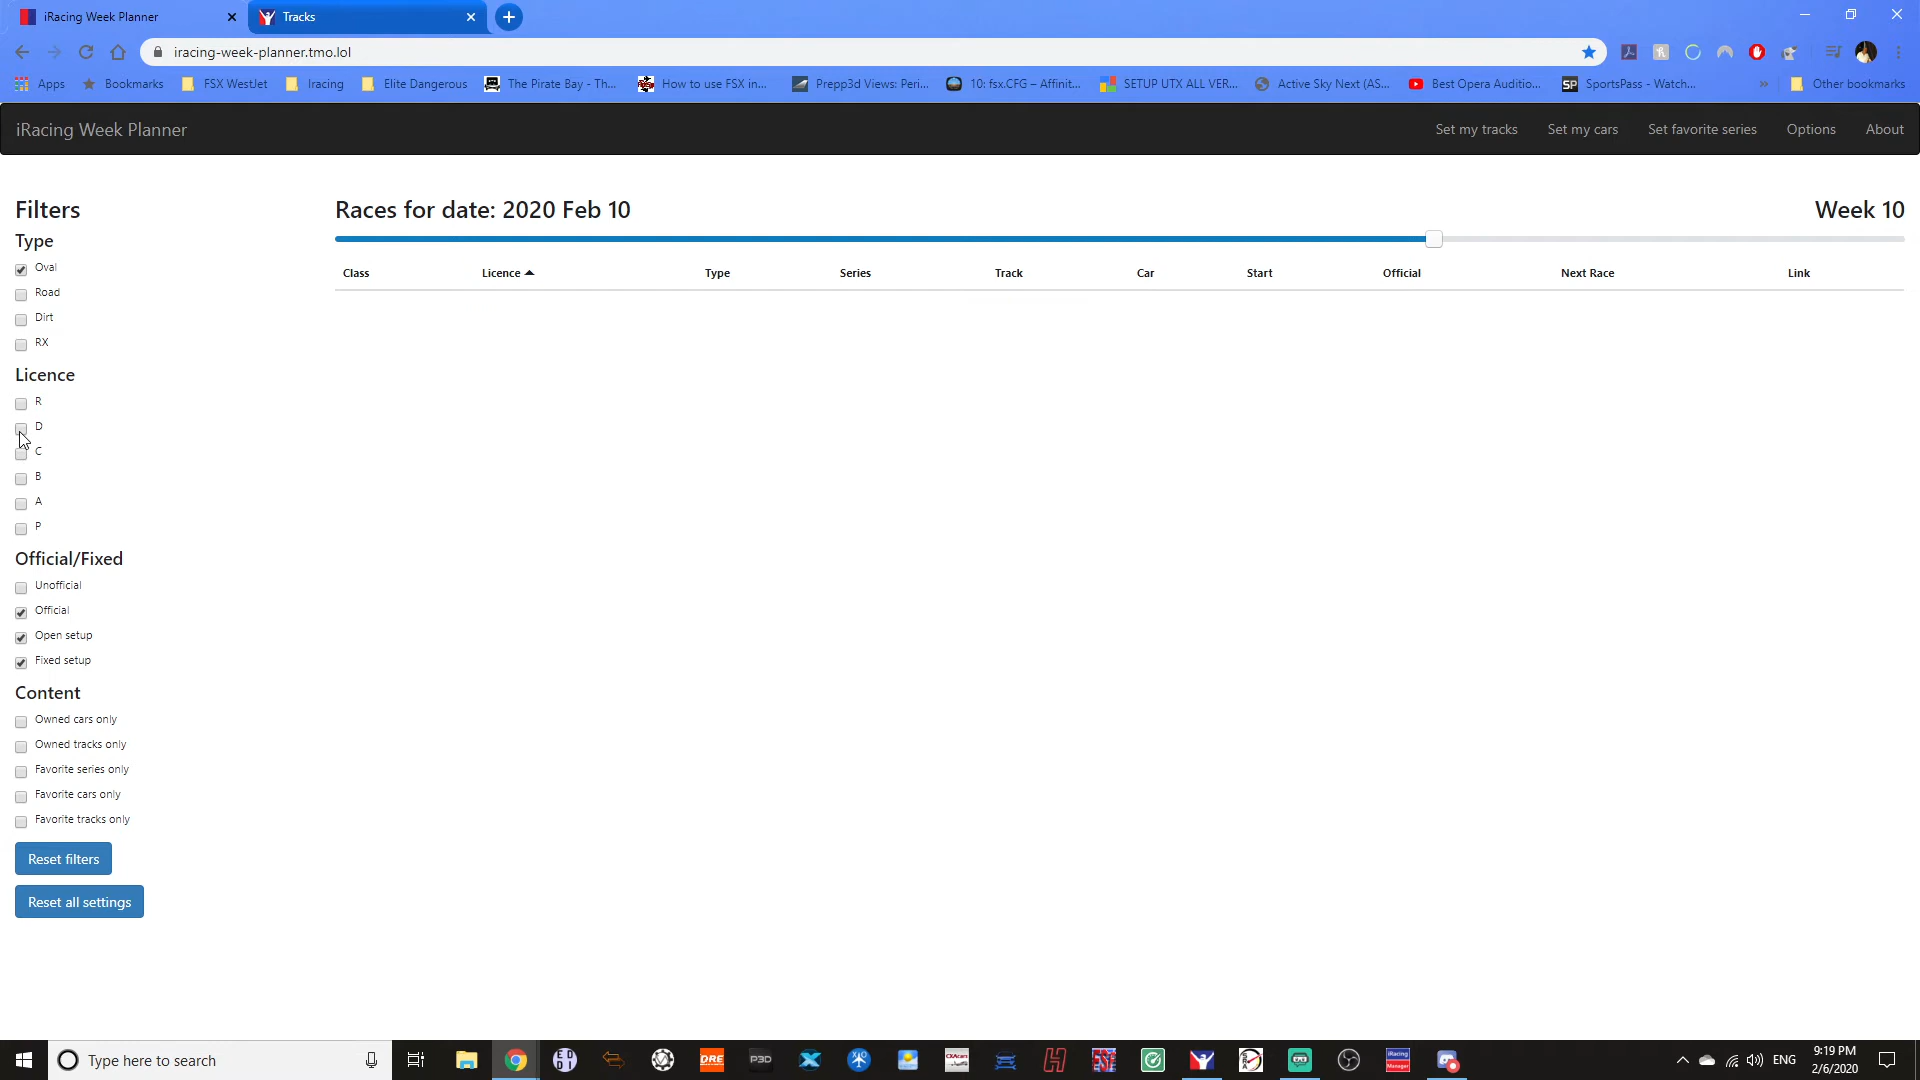 iRacing Week Planner
Tracks
iracing-week-planner.tmo.lol
Apps Bookmarks FSX WestJet Iracing Elite Dangerous The Pirate Bay - Th... How to use FSX in... Prepp3d Views: Peri... 10: fsx.CFG – Affinit... SETUP UTX ALL VER... Active Sky Next (AS... Best Opera Auditio... SP SportsPass - Watch... » Other bookmarks
iRacing Week Planner Set my tracks Set my cars Set favorite series Options About
Filters
Races for date: 2020 Feb 10 Week 10
Type
Oval
Road
Dirt
RX
Class Licence Type Series Track Car Start Official Next Race Link
Licence
R
D
C
B
A
P
Official/Fixed
Unofficial
Official
Open setup
Fixed setup
Content
Owned cars only
Owned tracks only
Favorite series only
Favorite cars only
Favorite tracks only
Reset filters
Reset all settings
Type here to search
DRE P3D
ENG
9:19 PM
2/6/2020